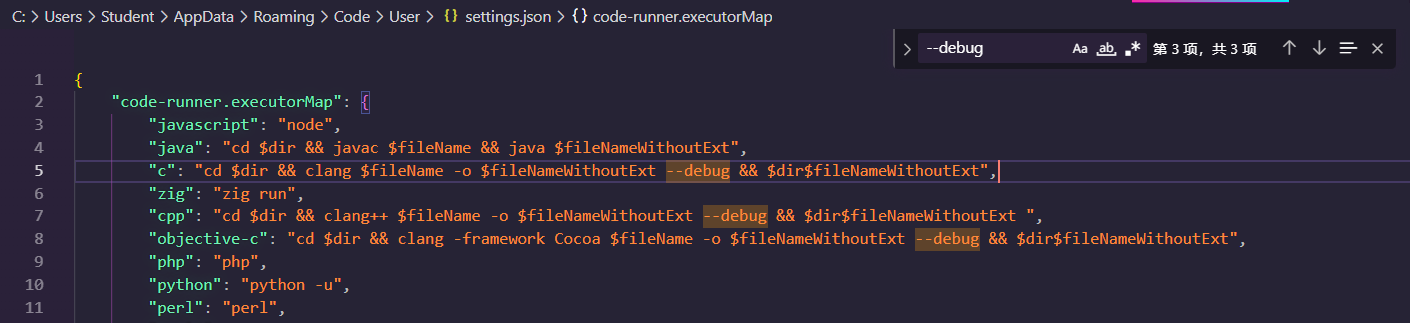 C: > Users > Student > AppData > Roaming > Code > User > {} settings.json > {} code-runner.executorMap
--debug Aa ab .* 第 3 项，共 3 项
1 {
2 "code-runner.executorMap": {
3 "javascript": "node",
4 "java": "cd $dir && javac $fileName && java $fileNameWithoutExt",
5 "c": "cd $dir && clang $fileName -o $fileNameWithoutExt --debug && $dir$fileNameWithoutExt",
6 "zig": "zig run",
7 "cpp": "cd $dir && clang++ $fileName -o $fileNameWithoutExt --debug && $dir$fileNameWithoutExt ",
8 "objective-c": "cd $dir && clang -framework Cocoa $fileName -o $fileNameWithoutExt --debug && $dir$fileNameWithoutExt",
9 "php": "php",
10 "python": "python -u",
11 "perl": "perl",